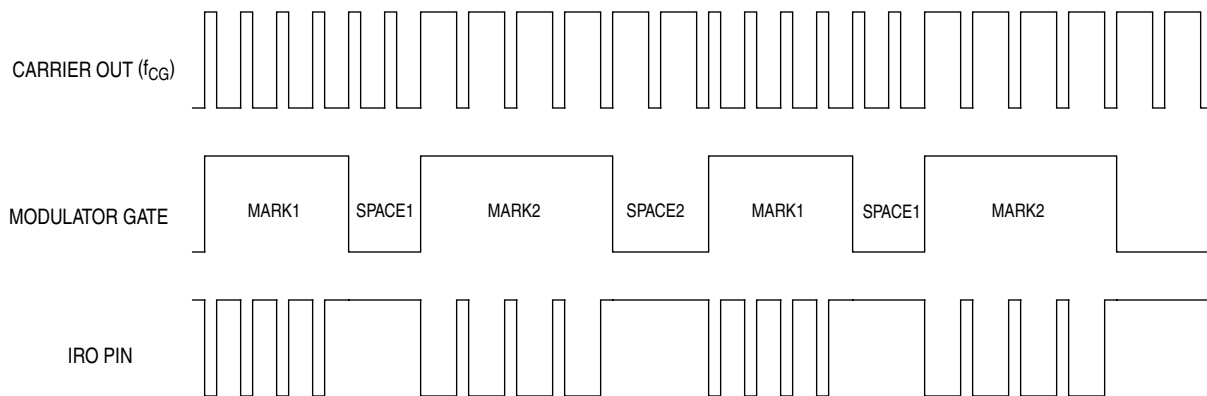 CARRIER OUT (fCG)
MODULATOR GATE
MARK1 SPACE1 MARK2 SPACE2 MARK1 SPACE1 MARK2
IRO PIN